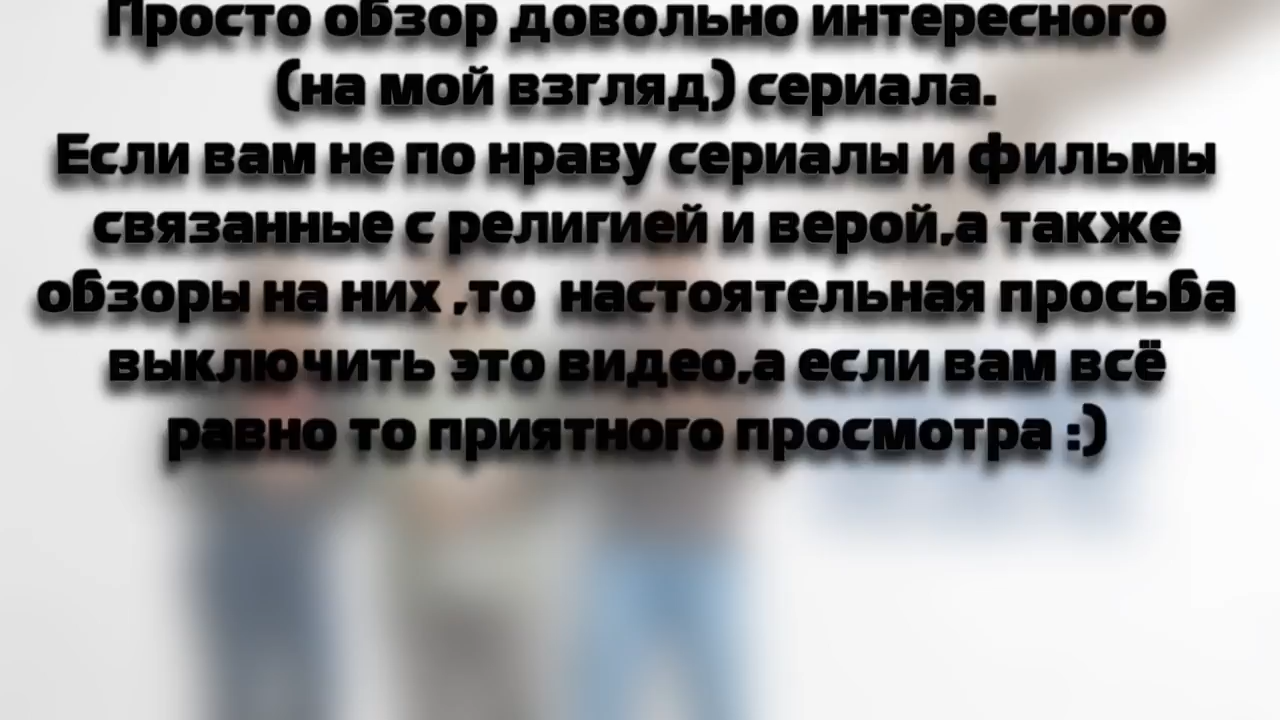 Просто обзор довольно интересного
(на мой взгляд) сериала.
Если вам не по нраву сериалы и фильмы
связанные с религией и верой,а также
обзоры на них ,то  настоятельная просьба
выключить это видео,а если вам всё
равно то приятного просмотра :)